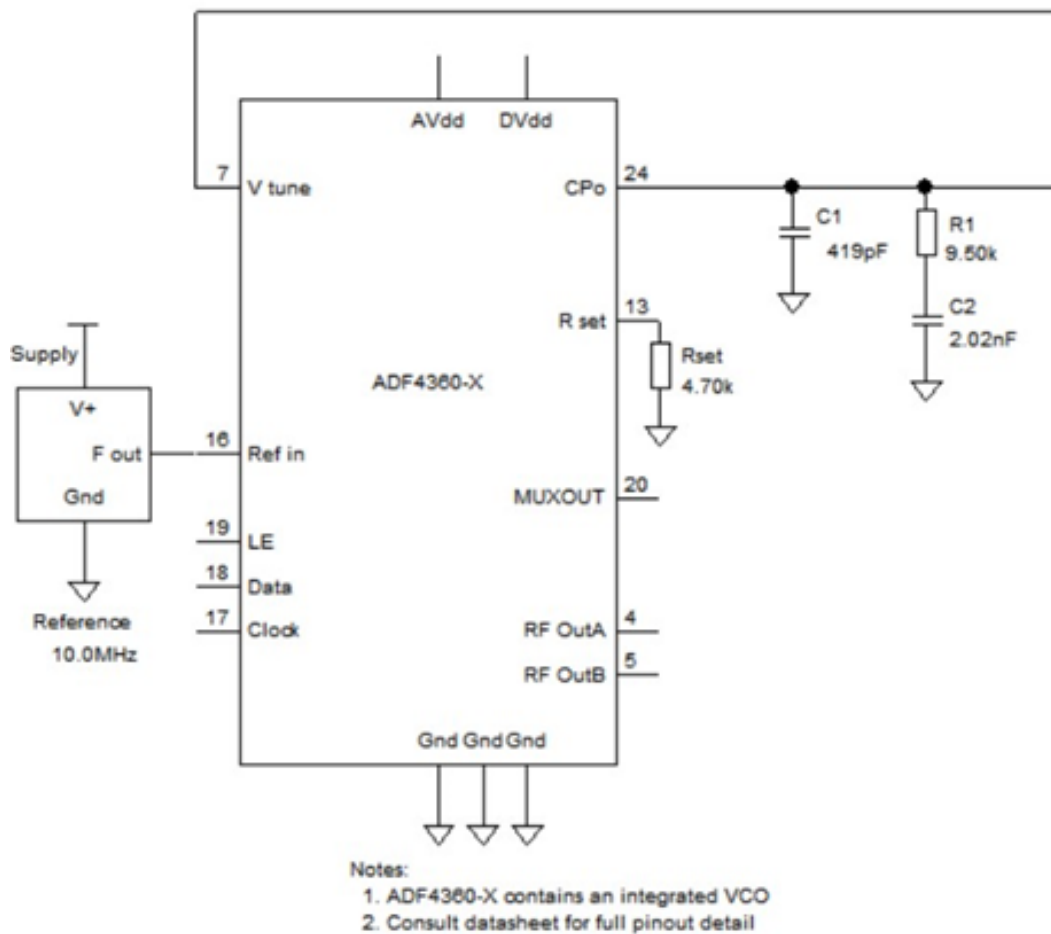 AVdd
DVdd
7
V tune
CPo
24
C1
419pF
R1
9.50k
C2
2.02nF
R set
13
Rset
4.70k
ADF4360-X
Supply
V+
F out
Gnd
16
Ref in
MUXOUT
20
19
LE
18
Data
17
Clock
Reference
10.0MHz
RF OutA
4
RF OutB
5
Gnd Gnd Gnd
Notes:
1. ADF4360-X contains an integrated VCO
2. Consult datasheet for full pinout detail